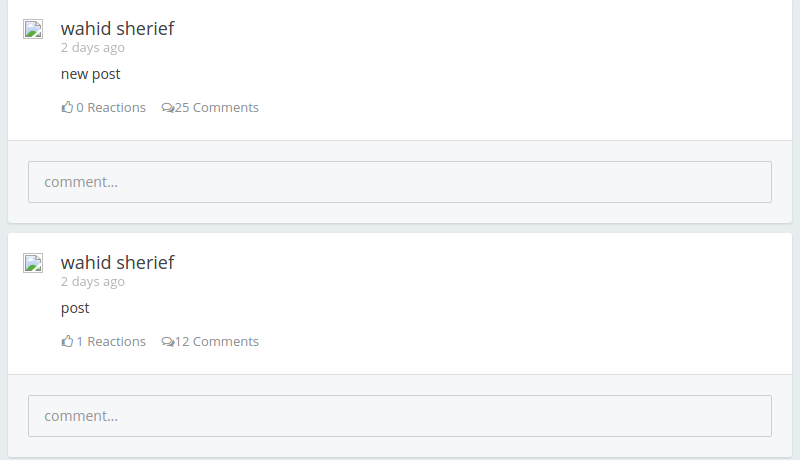 wahid sherief
2 days ago
new post
0 Reactions 25 Comments
comment...
wahid sherief
2 days ago
post
1 Reactions 12 Comments
comment...